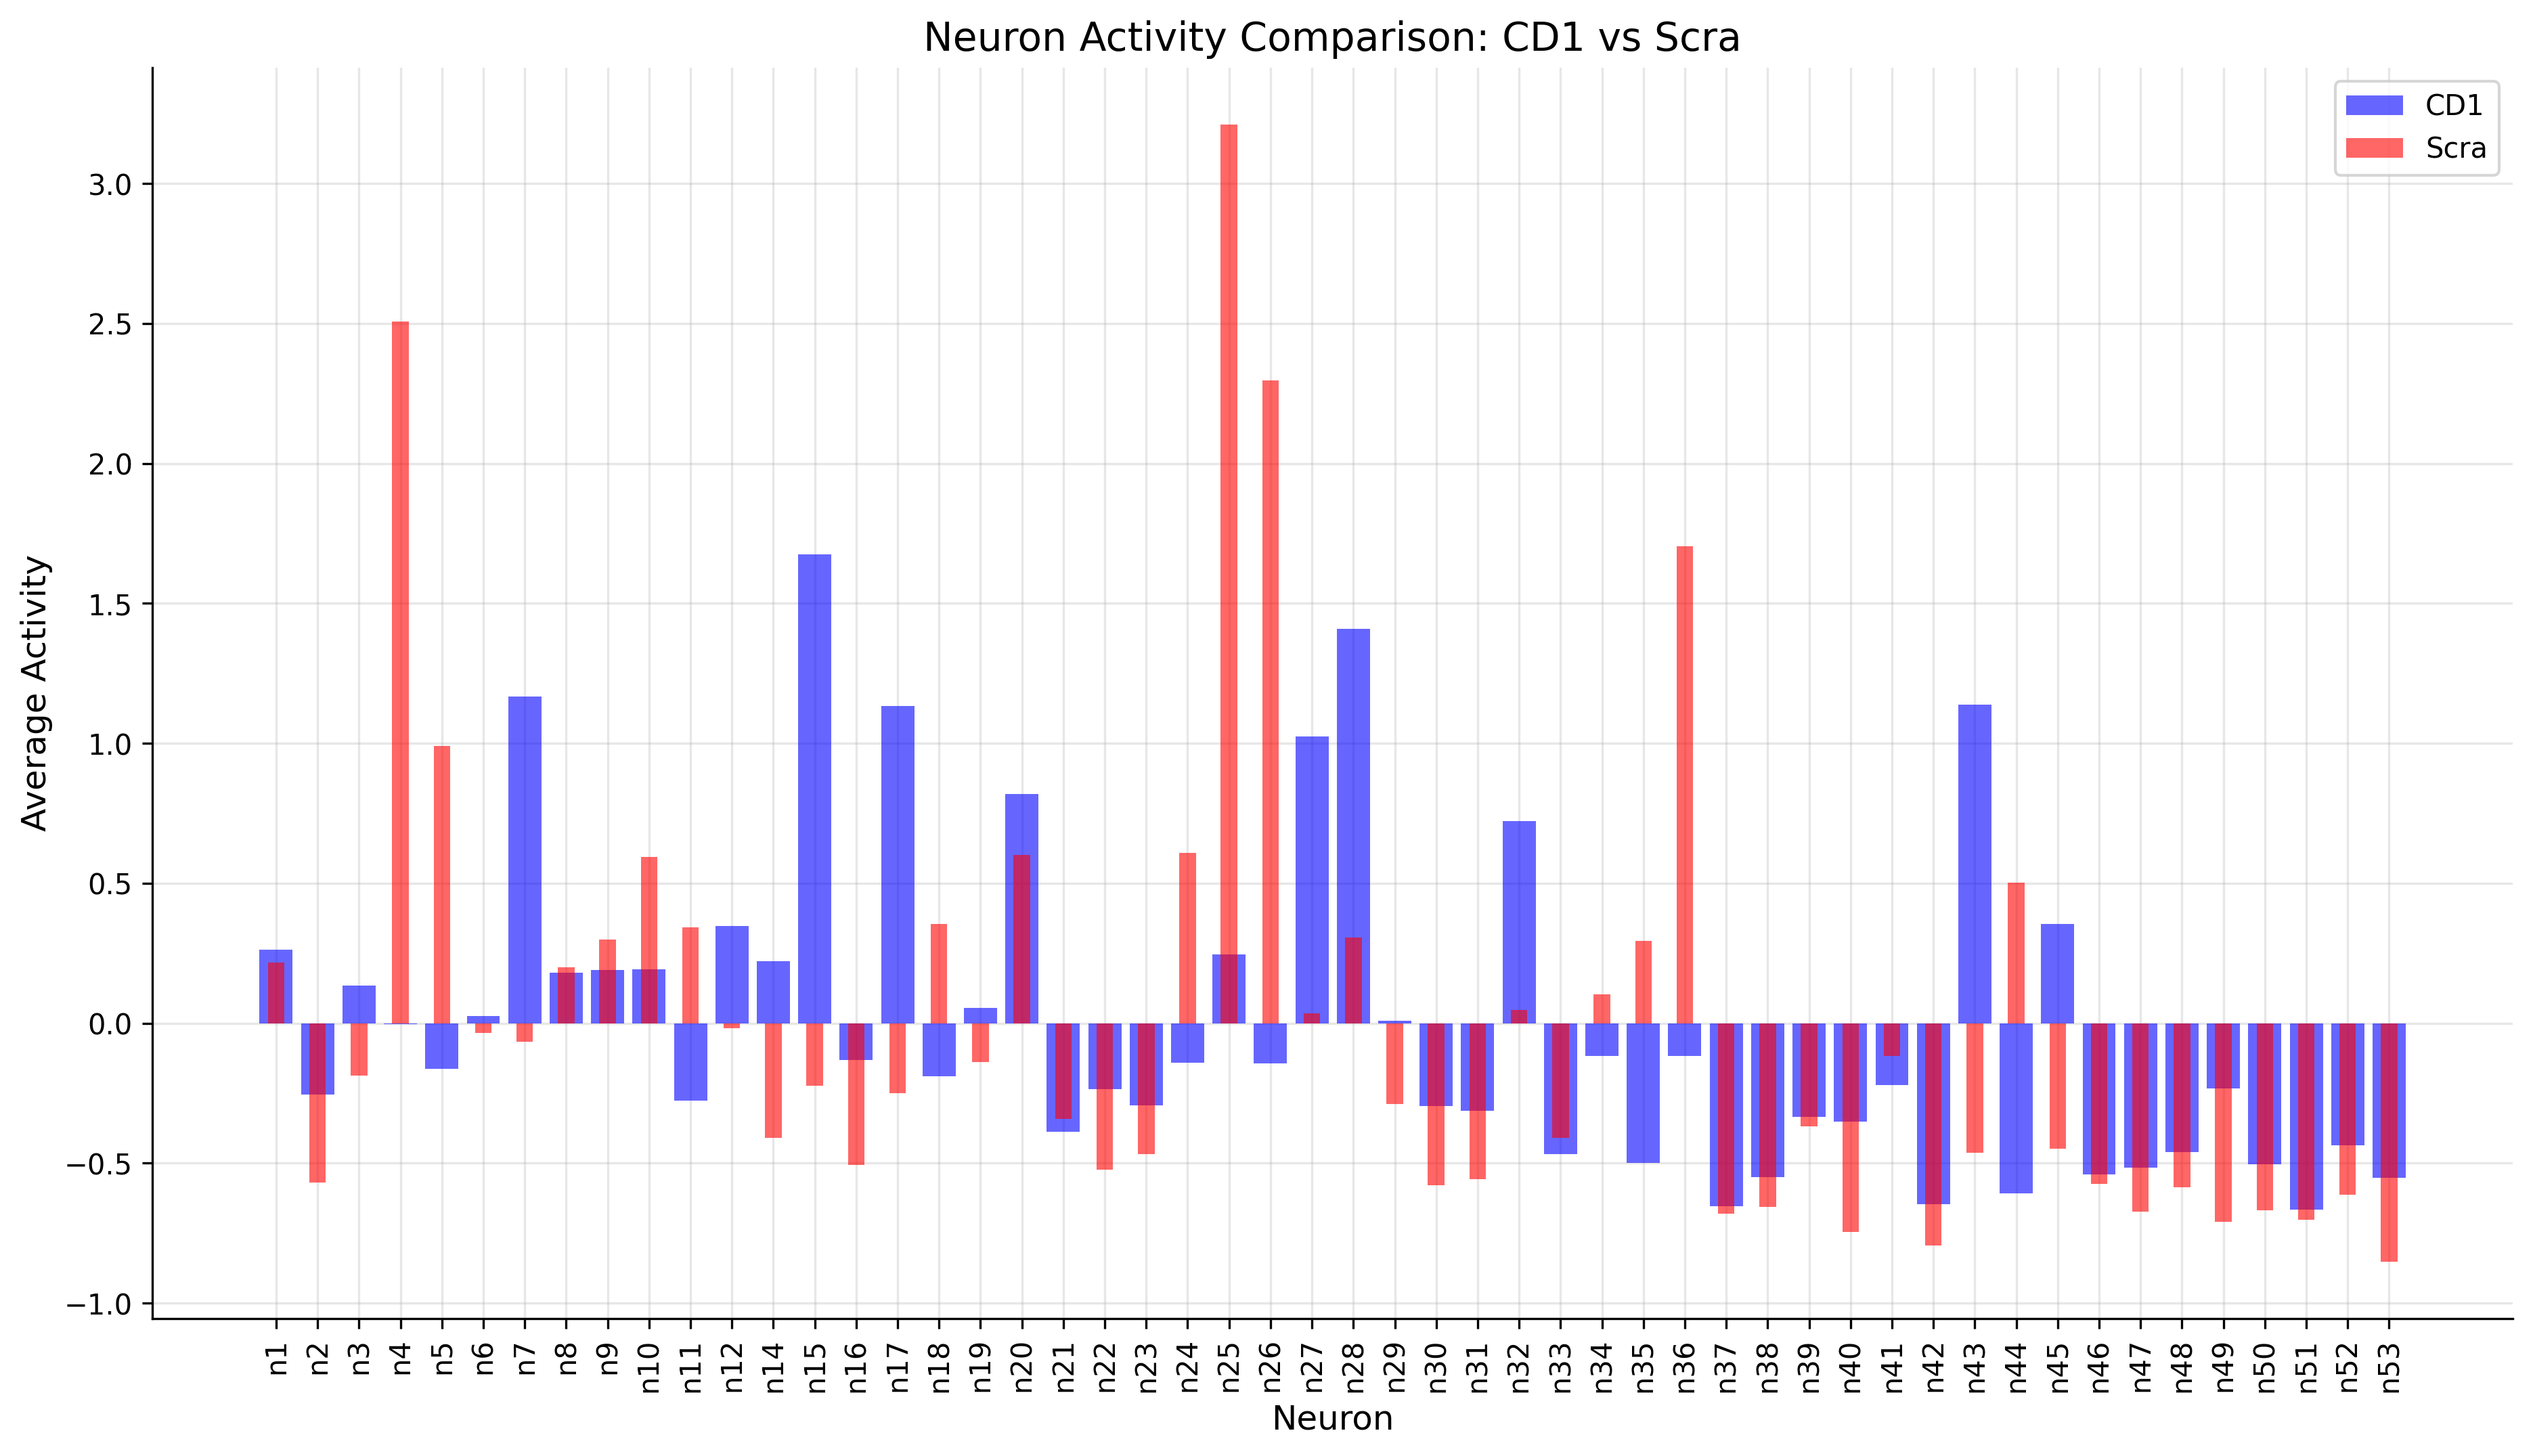 Neuron Activity Comparison: CD1 vs Scra
CD1
Scra
Average Activity
3.0
2.5
2.0
1.5
1.0
0.5
0.0
−0.5
−1.0
n1 n2 n3 n4 n5 n6 n7 n8 n9 n10 n11 n12 n14 n15 n16 n17 n18 n19 n20 n21 n22 n23 n24 n25 n26 n27 n28 n29 n30 n31 n32 n33 n34 n35 n36 n37 n38 n39 n40 n41 n42 n43 n44 n45 n46 n47 n48 n49 n50 n51 n52 n53
Neuron